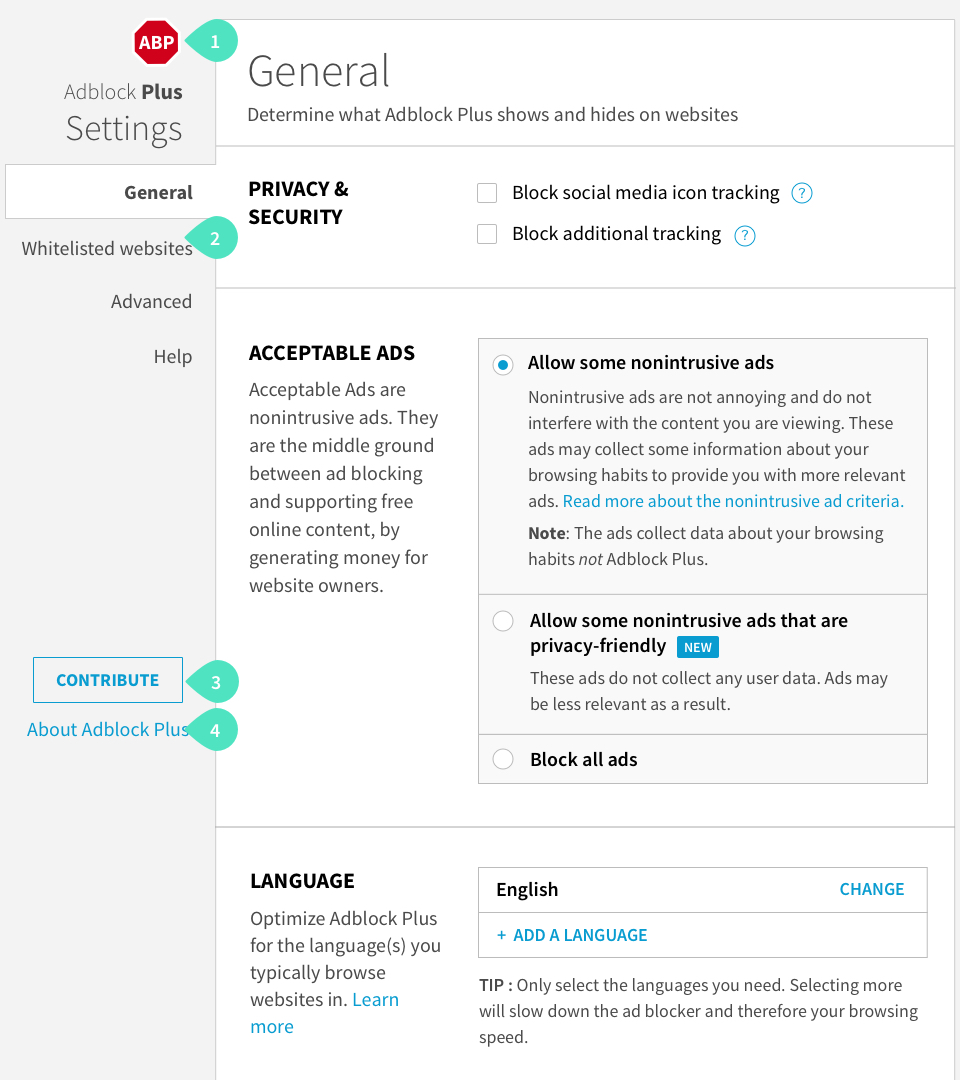 ABP
1
Adblock Plus
Settings
General
Whitelisted websites
2
Advanced
Help
CONTRIBUTE
3
About Adblock Plus
4
General
Determine what Adblock Plus shows and hides on websites
PRIVACY &
SECURITY
Block social media icon tracking ?
Block additional tracking ?
ACCEPTABLE ADS
Acceptable Ads are
nonintrusive ads. They
are the middle ground
between ad blocking
and supporting free
online content, by
generating money for
website owners.
Allow some nonintrusive ads
Nonintrusive ads are not annoying and do not
interfere with the content you are viewing. These
ads may collect some information about your
browsing habits to provide you with more relevant
ads. Read more about the nonintrusive ad criteria.
Note: The ads collect data about your browsing
habits not Adblock Plus.
Allow some nonintrusive ads that are
privacy-friendly NEW
These ads do not collect any user data. Ads may
be less relevant as a result.
Block all ads
LANGUAGE
Optimize Adblock Plus
for the language(s) you
typically browse
websites in. Learn
more
English CHANGE
+ ADD A LANGUAGE
TIP : Only select the languages you need. Selecting more
will slow down the ad blocker and therefore your browsing
speed.